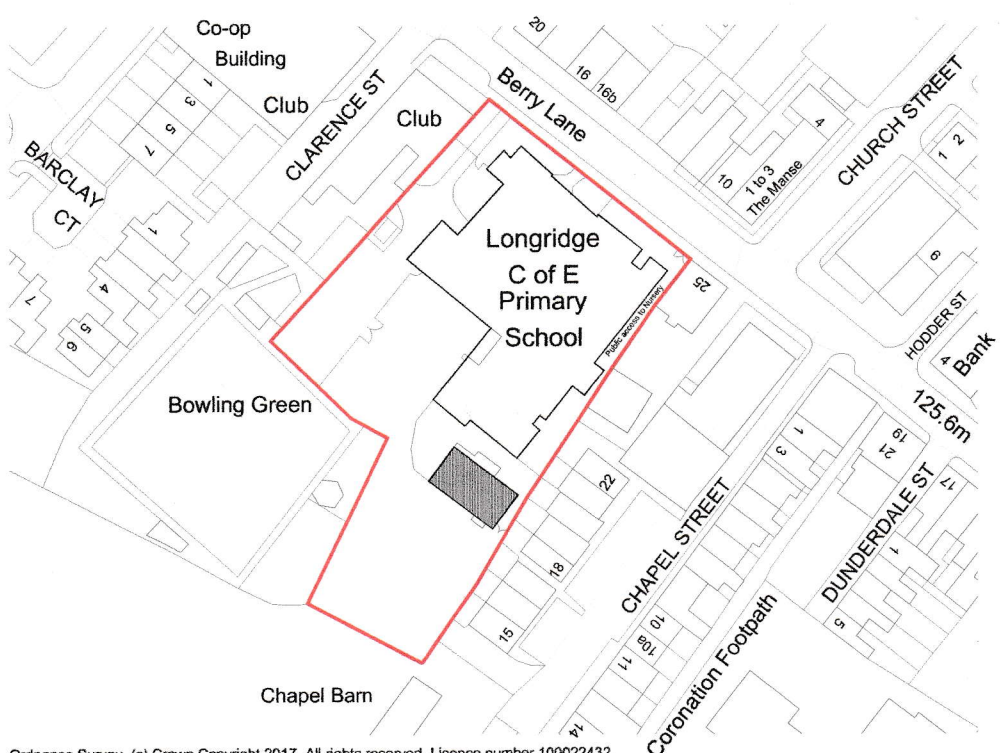 Co-op
Building
Club
1
3
5
7
CLARENCE ST
BARCLAY
CT
1
4
5
6
7
Club
Berry Lane
20
16
16b
10
1 to 3
The Manse
4
CHURCH STREET
1
2
9
HODDER ST
4
Bank
125.6m
Longridge
C of E
Primary
School
Public access to Nursery
25
Bowling Green
22
18
15
CHAPEL STREET
1
3
10
10a
11
14
Coronation Footpath
19
21
17
DUNDERDALE ST
1
5
Chapel Barn
Ordnance Survey, (c) Crown Copyright 2017. All rights reserved. Licence number 100022432